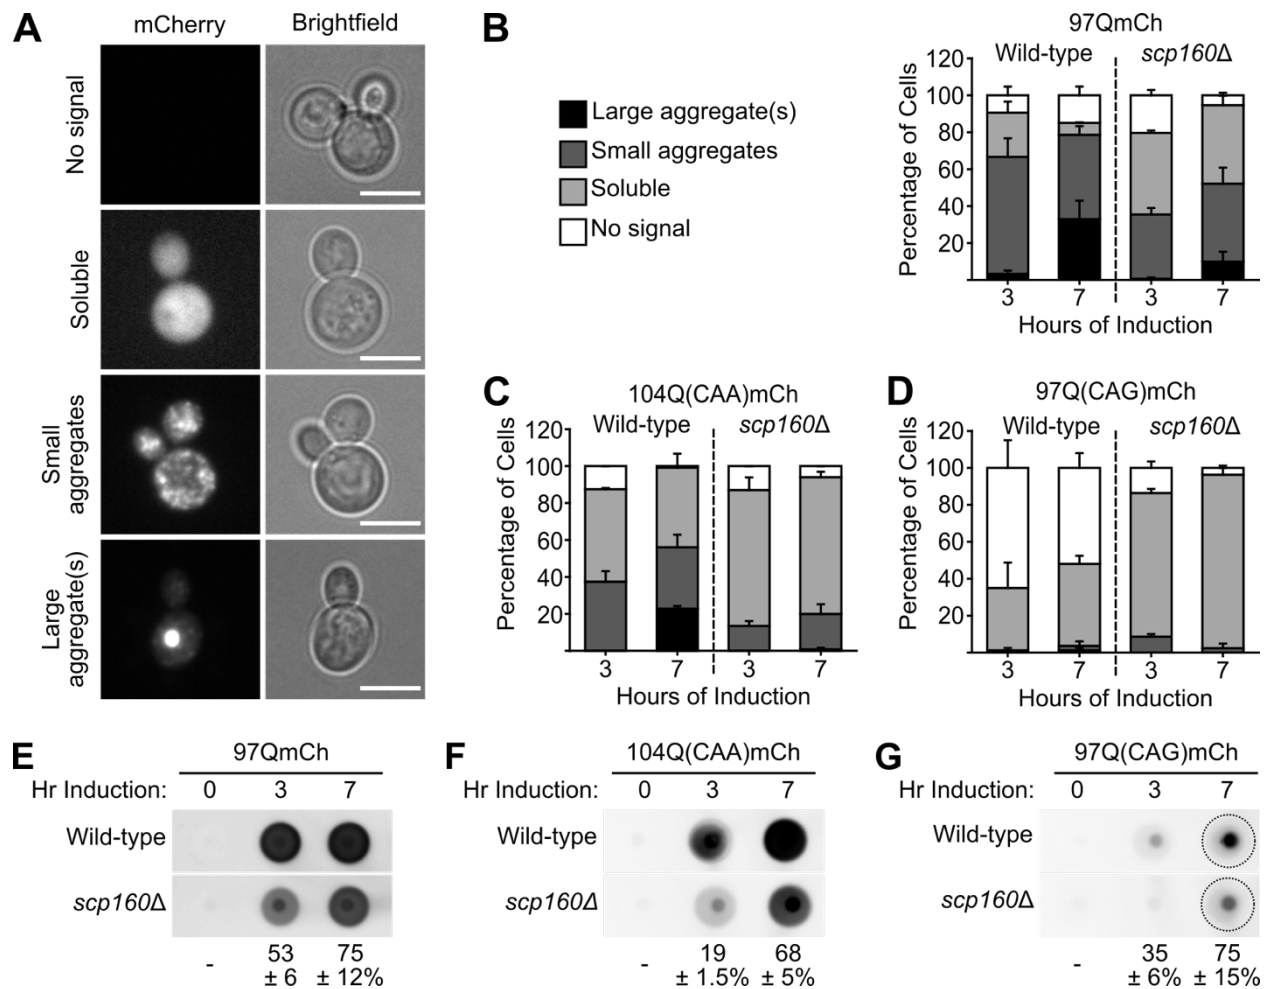 A
mCherry
Brightfield
No signal
Soluble
Small
aggregates
Large
aggregate(s)
B
Large aggregate(s)
Small aggregates
Soluble
No signal
97QmCh
Wild-type
scp160Δ
Percentage of Cells
120
100
80
60
40
20
3
7
3
7
Hours of Induction
C
104Q(CAA)mCh
Wild-type
scp160Δ
Percentage of Cells
120
100
80
60
40
20
3
7
3
7
Hours of Induction
D
97Q(CAG)mCh
Wild-type
scp160Δ
Percentage of Cells
120
100
80
60
40
20
3
7
3
7
Hours of Induction
E
97QmCh
Hr Induction: 0 3 7
Wild-type
scp160Δ
- 53 75
± 6 ± 12%
F
104Q(CAA)mCh
Hr Induction: 0 3 7
Wild-type
scp160Δ
- 19 68
± 1.5% ± 5%
G
97Q(CAG)mCh
Hr Induction: 0 3 7
Wild-type
scp160Δ
- 35 75
± 6% ± 15%